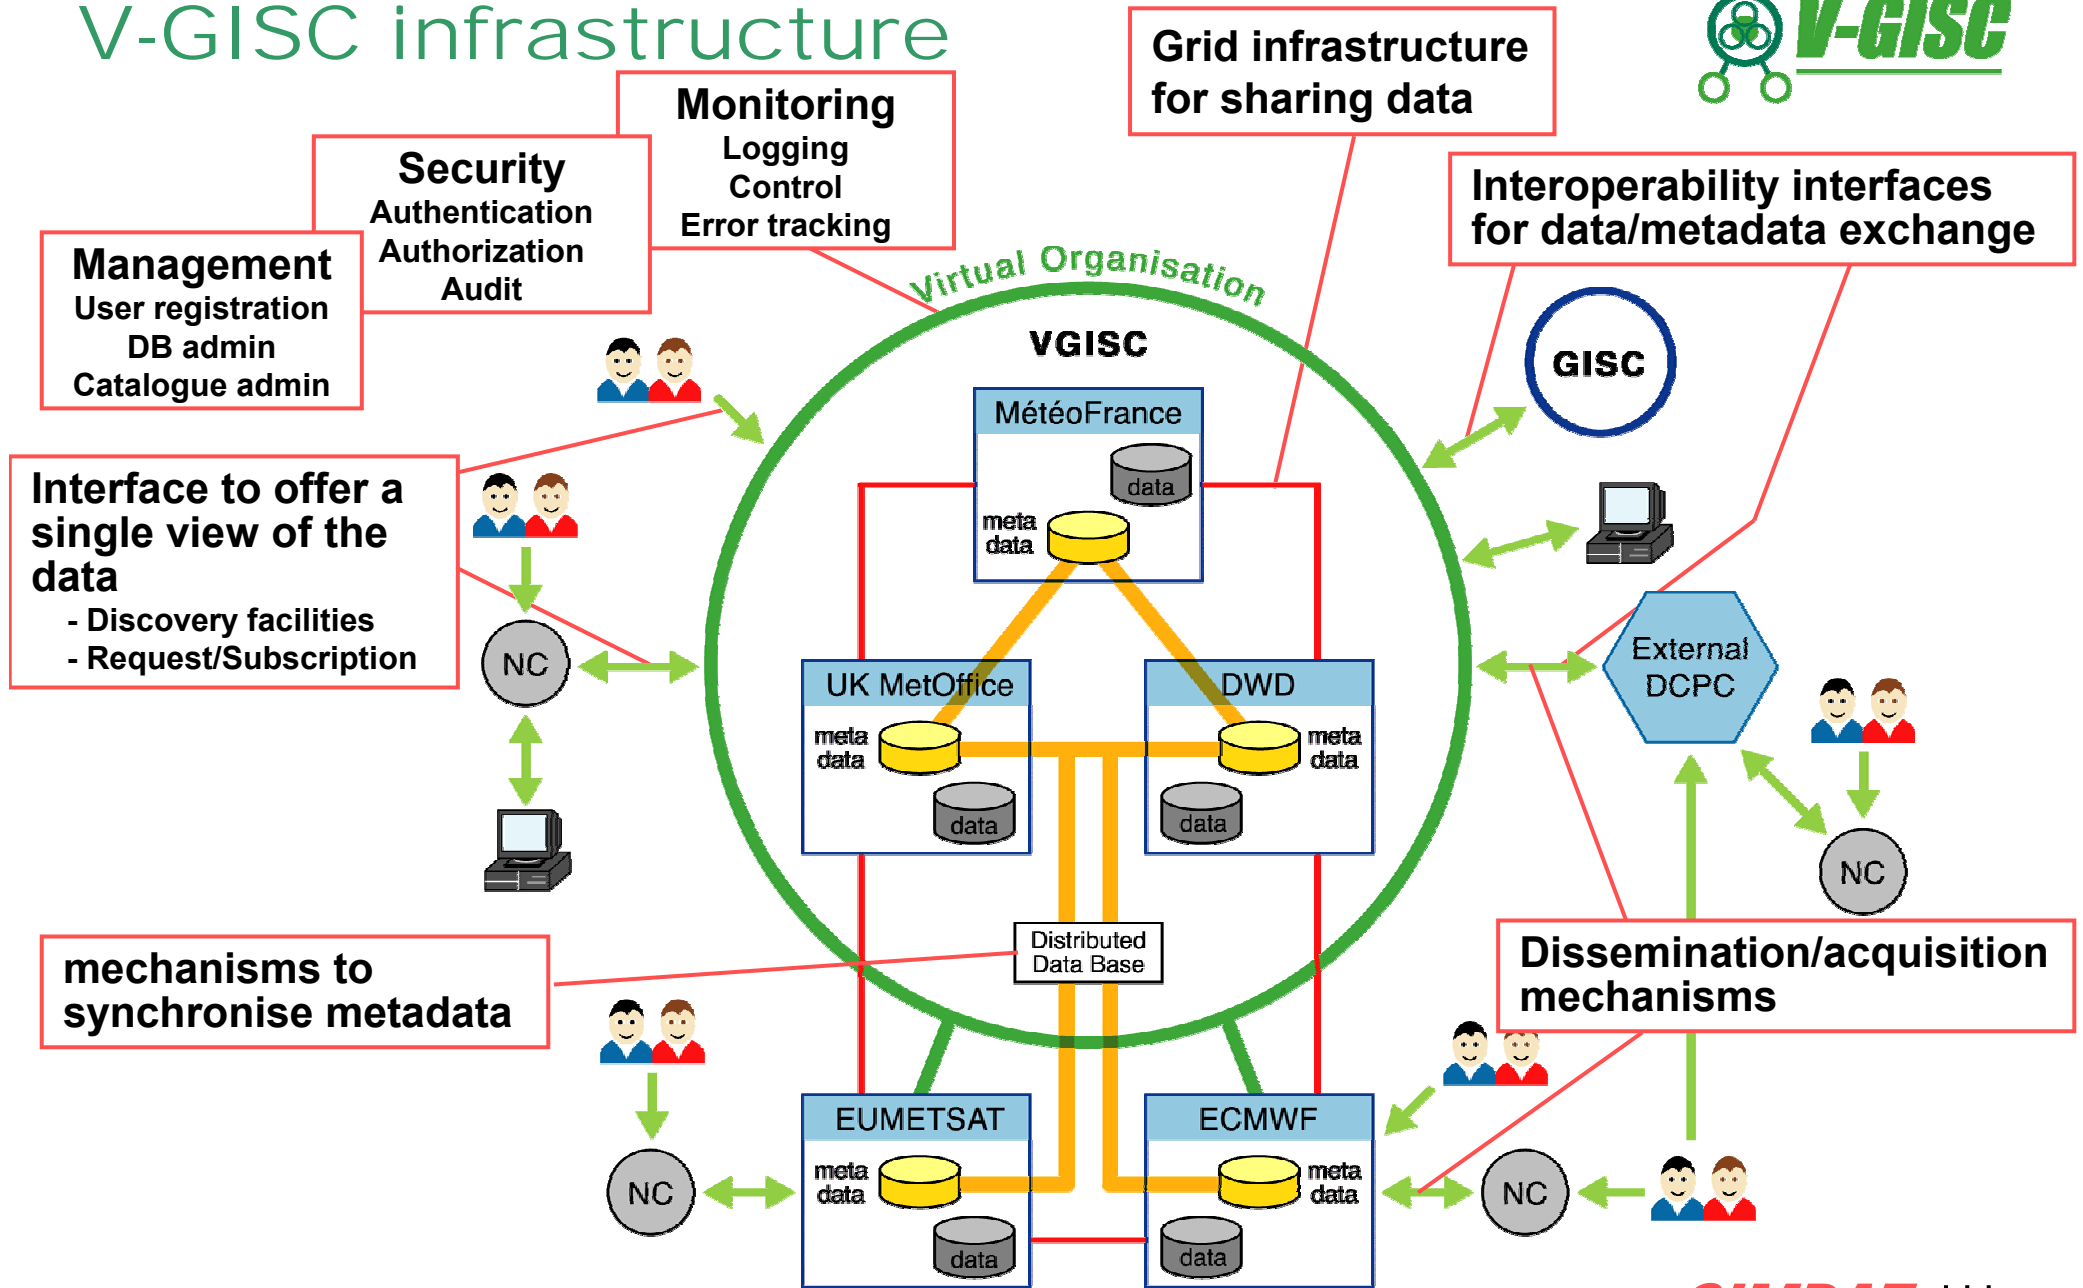 V-GISC infrastructure
V-GISC
Grid infrastructure
for sharing data
Monitoring
Logging
Control
Error tracking
Security
Authentication
Authorization
Audit
Management
User registration
DB admin
Catalogue admin
Interoperability interfaces
for data/metadata exchange
Virtual Organisation
VGISC
GISC
MétéoFrance
data
meta
data
Interface to offer a
single view of the
data
- Discovery facilities
- Request/Subscription
NC
UK MetOffice
meta
data
data
DWD
meta
data
data
External
DCPC
NC
Distributed
Data Base
mechanisms to
synchronise metadata
Dissemination/acquisition
mechanisms
EUMETSAT
meta
data
data
ECMWF
meta
data
data
NC
NC